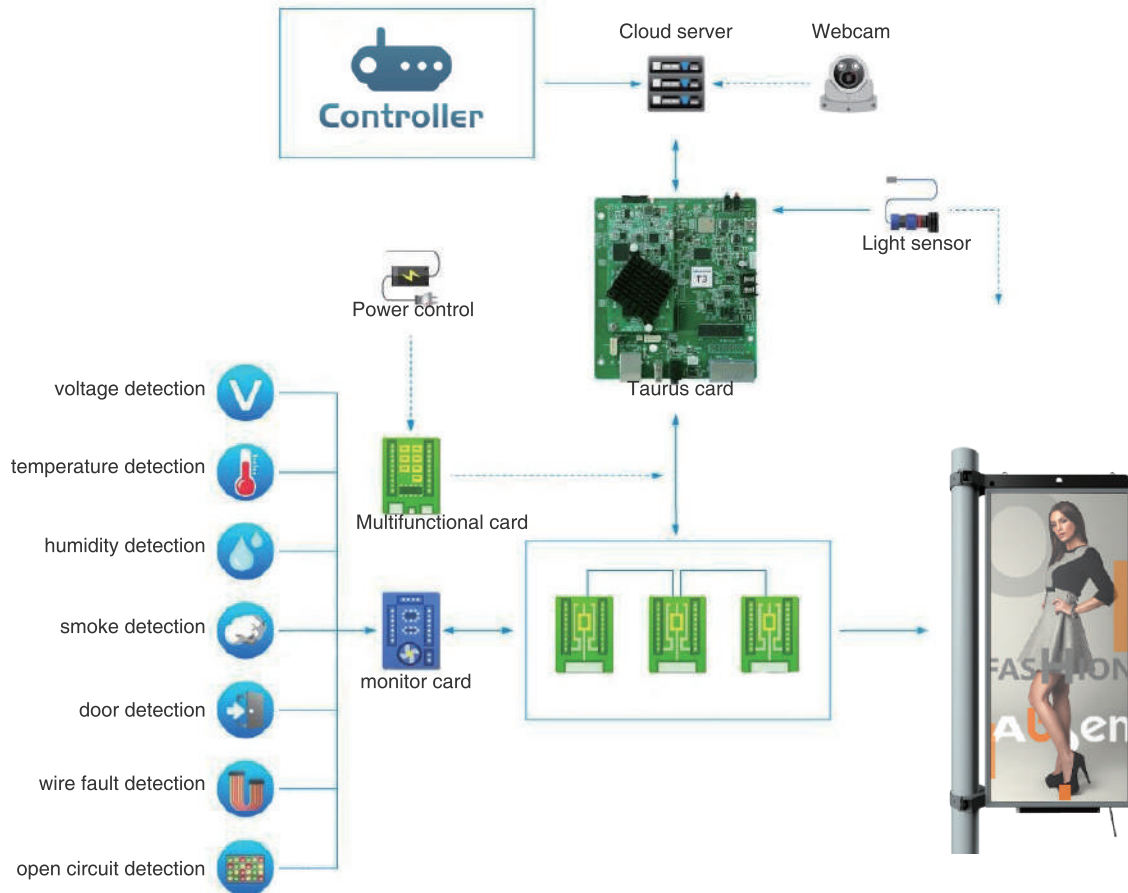 Cloud server
Webcam
Controller
T3
Light sensor
Power control
Taurus card
voltage detection
V
temperature detection
Multifunctional card
humidity detection
smoke detection
monitor card
FASHION
door detection
AbSen
wire fault detection
open circuit detection